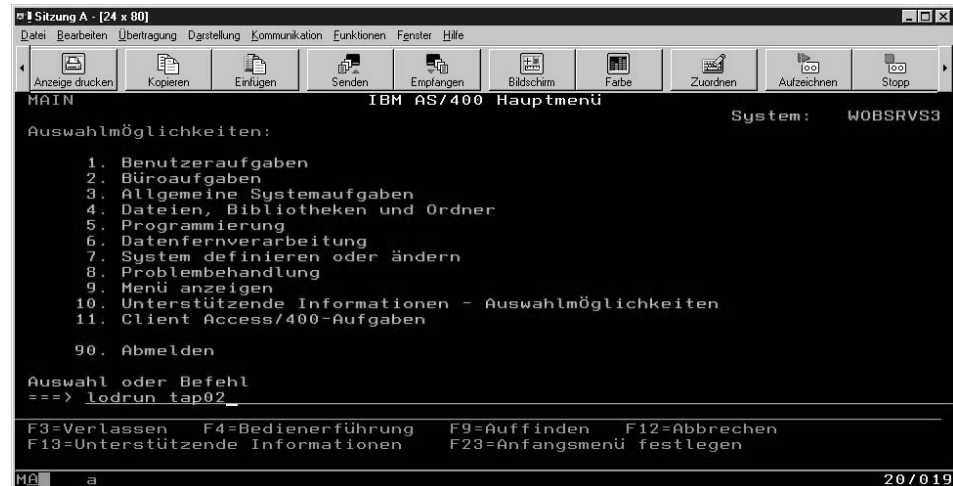 Sitzung A - [24 x 80]
Datei Bearbeiten Übertragung Darstellung Kommunikation Funktionen Fenster Hilfe
Anzeige drucken Kopieren Einfügen Senden Empfangen Bildschirm Farbe Zuordnen Aufzeichnen Stopp
MAIN IBM AS/400 Hauptmenü
System: WOBSRVS3
Auswahlmöglichkeiten:
1. Benutzeraufgaben
2. Büroaufgaben
3. Allgemeine Systemaufgaben
4. Dateien, Bibliotheken und Ordner
5. Programmierung
6. Datenfernverarbeitung
7. System definieren oder ändern
8. Problembehandlung
9. Menü anzeigen
10. Unterstützende Informationen - Auswahlmöglichkeiten
11. Client Access/400-Aufgaben
90. Abmelden
Auswahl oder Befehl
===> lodrun tap02_
F3=Verlassen F4=Bedienerführung F9=Auffinden F12=Abbrechen
F13=Unterstützende Informationen F23=Anfangsmenü festlegen
MA a 20/019